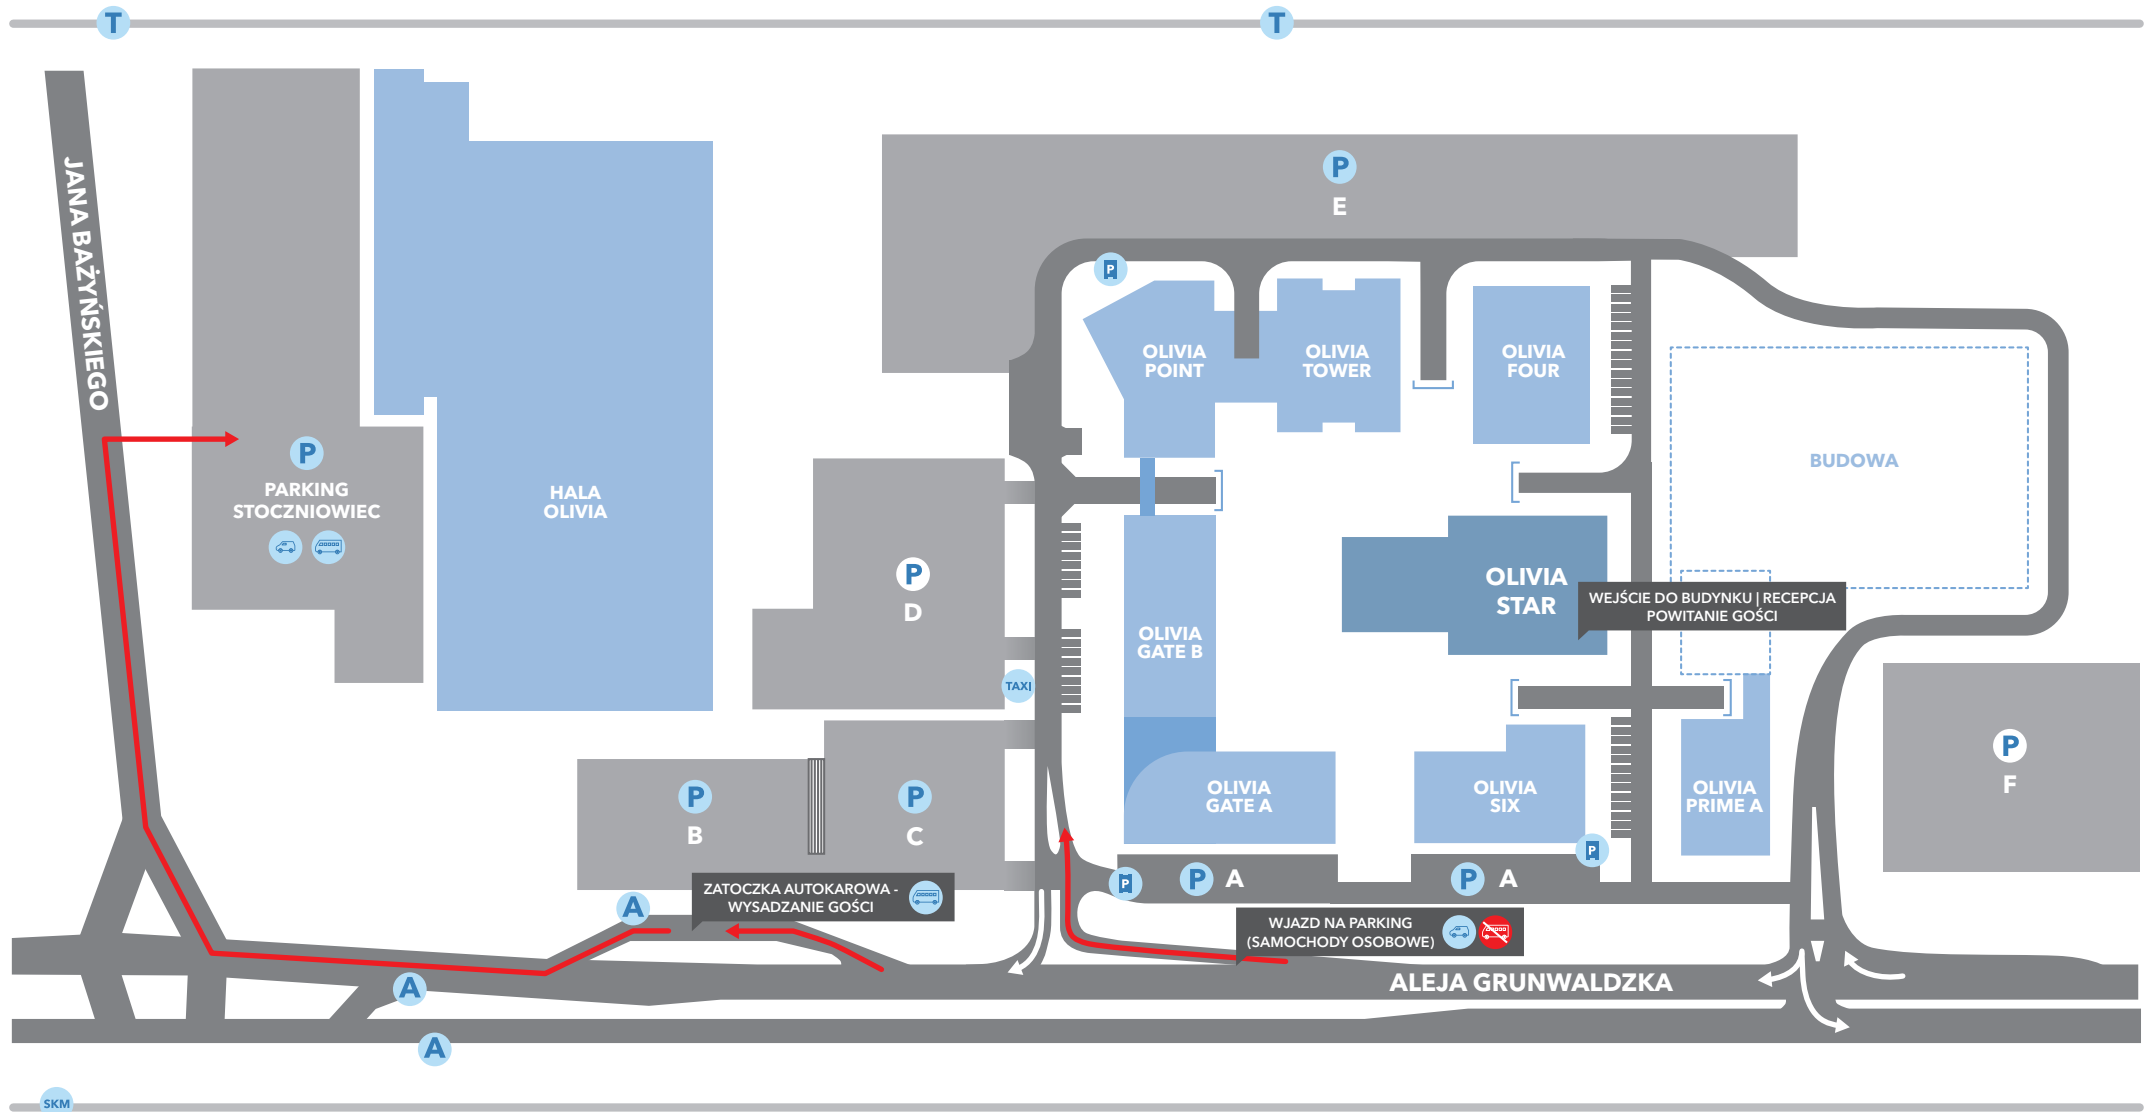 T
T
JANA BAŻYŃSKIEGO
P
E
P
OLIVIA
POINT
OLIVIA
TOWER
OLIVIA
FOUR
P
PARKING
STOCZNIOWIEC
HALA
OLIVIA
BUDOWA
P
D
OLIVIA
STAR
WEJŚCIE DO BUDYNKU | RECEPCJA
POWITANIE GOŚCI
OLIVIA
GATE B
TAXI
P
B
P
C
OLIVIA
GATE A
OLIVIA
SIX
OLIVIA
PRIME A
P
F
P
P
P
A
P
A
ZATOCZKA AUTOKAROWA -
WYSADZANIE GOŚCI
A
WJAZD NA PARKING
(SAMOCHODY OSOBOWE)
A
ALEJA GRUNWALDZKA
A
SKM